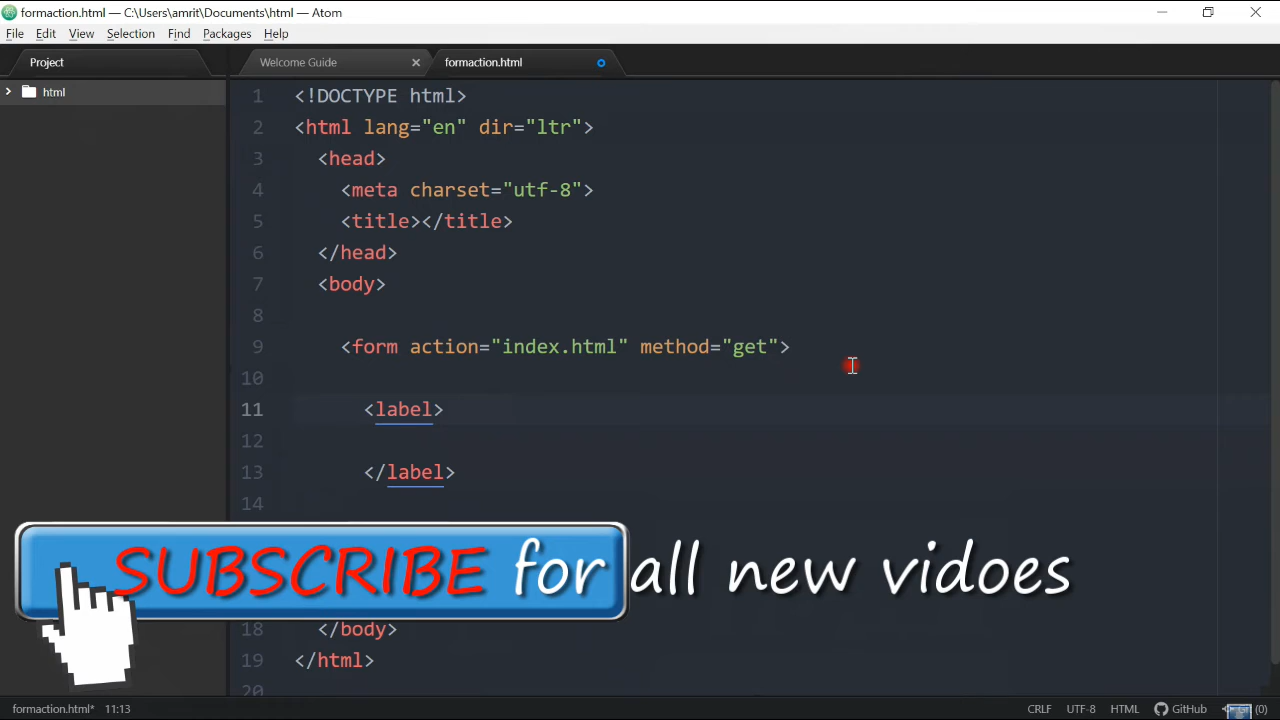 formaction.html — C:\Users\amrit\Documents\html — Atom
File Edit View Selection Find Packages Help
Project
Welcome Guide
formaction.html
html
1 <!DOCTYPE html>
2 <html lang="en" dir="ltr">
3 <head>
4 <meta charset="utf-8">
5 <title></title>
6 </head>
7 <body>
8
9 <form action="index.html" method="get">
10
11 <label>
12
13 </label>
14
SUBSCRIBE for all new vidoes
18 </body>
19 </html>
20
formaction.html* 11:13 CRLF UTF-8 HTML GitHub (0)